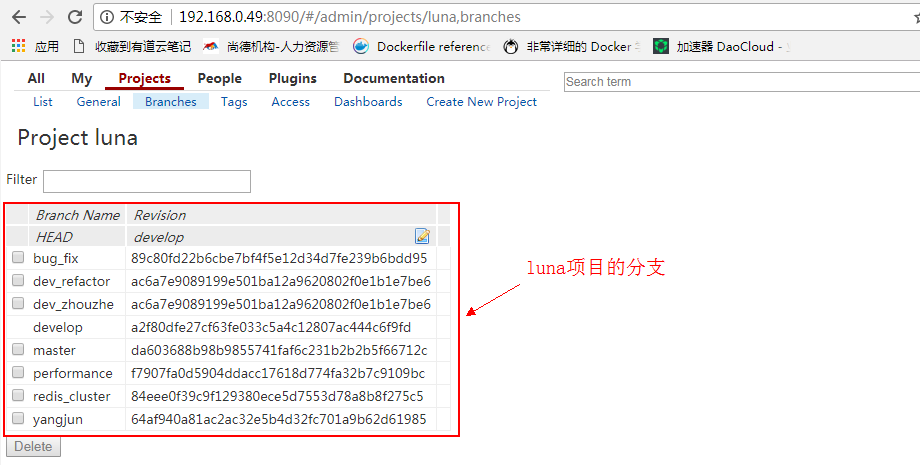 不安全 192.168.0.49:8090/#/admin/projects/luna,branches
应用 收藏到有道云笔记 尚德机构-人力资源管 Dockerfile reference 非常详细的 Docker 加速器 DaoCloud -
All My Projects People Plugins Documentation Search term
List General Branches Tags Access Dashboards Create New Project
Project luna
Filter
Branch Name Revision
HEAD develop
bug_fix 89c80fd22b6cbe7bf4f5e12d34d7fe239b6bdd95
dev_refactor ac6a7e9089199e501ba12a9620802f0e1b1e7be6
luna项目的分支
dev_zhouzhe ac6a7e9089199e501ba12a9620802f0e1b1e7be6
develop a2f80dfe27cf63fe033c5a4c12807ac444c6f9fd
master da603688b98b9855741faf6c231b2b2b5f66712c
performance f7907fa0d5904ddacc17618d774fa32b7c9109bc
redis_cluster 84eee0f39c9f129380ece5d7553d78a8b8f275c5
yangjun 64af940a81ac2ac32e5b4d32fc701a9b62d61985
Delete